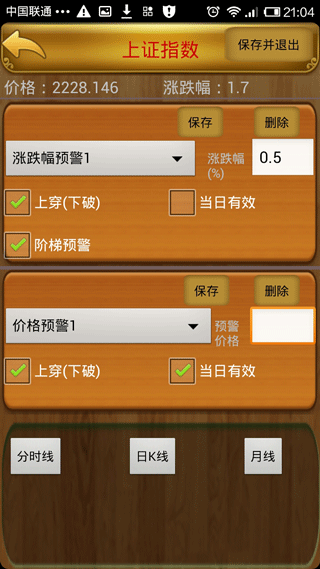 中国联通 21:04
上证指数 保存并退出
价格：2228.146 涨跌幅：1.7
保存 删除
涨跌幅预警1 涨跌幅(%) 0.5
上穿(下破) 当日有效
阶梯预警
保存 删除
价格预警1 预警价格
上穿(下破) 当日有效
分时线 日K线 月线